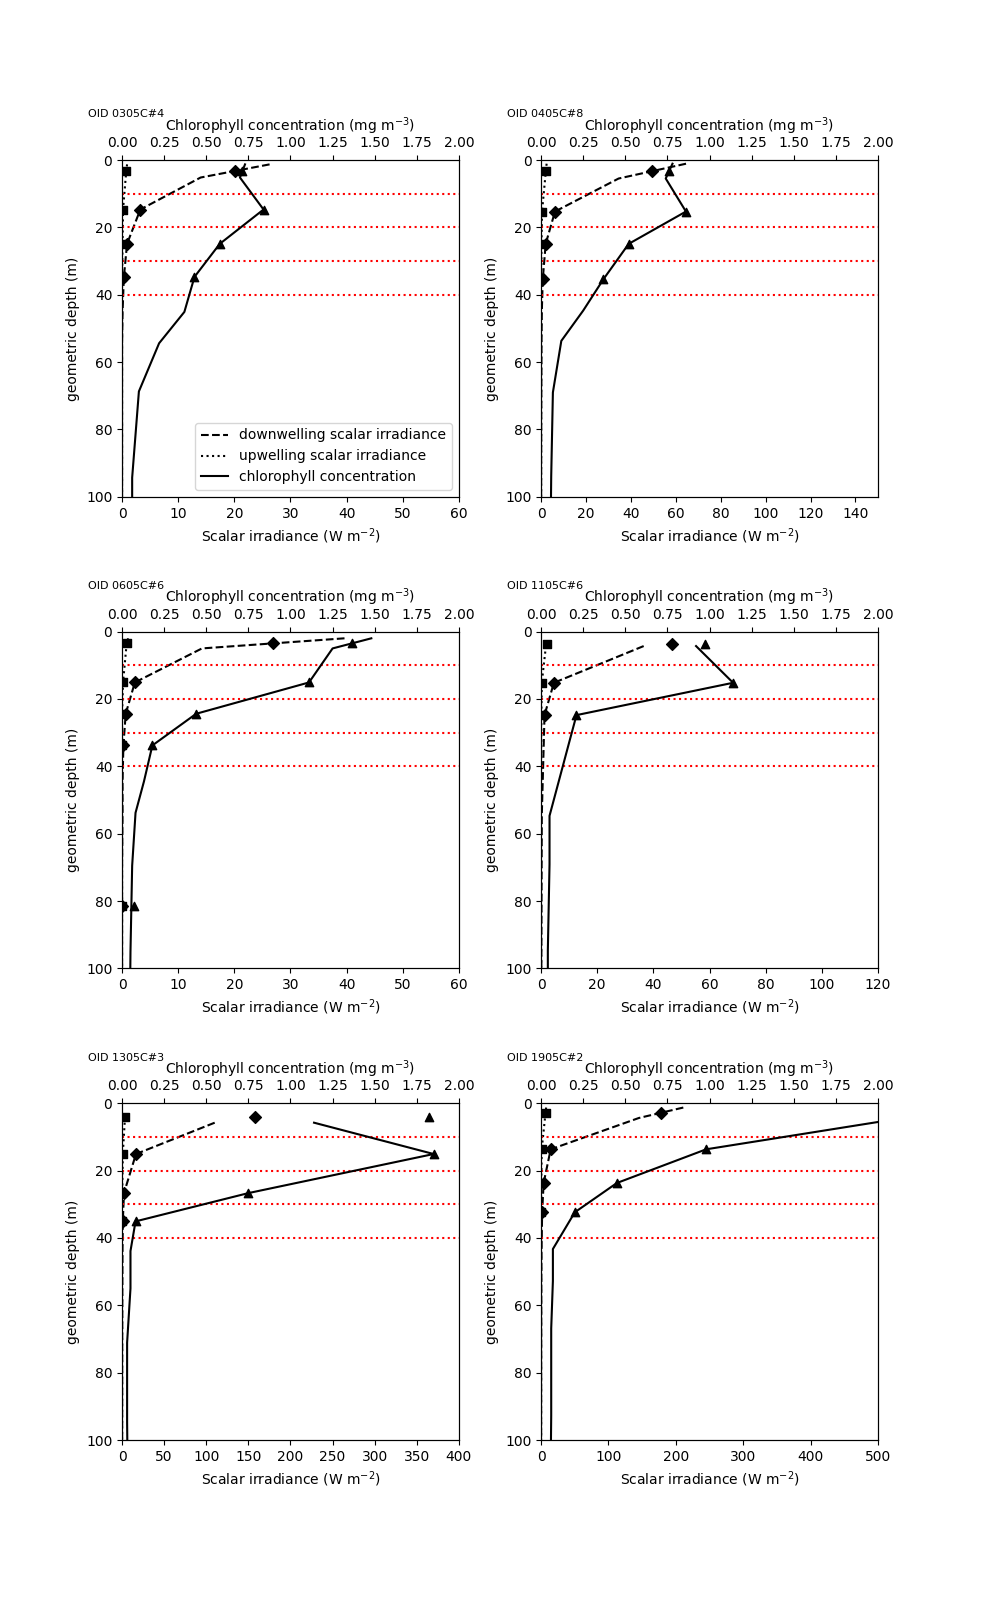 OID 0305C#4
Chlorophyll concentration (mg m⁻³)
0.00 0.25 0.50 0.75 1.00 1.25 1.50 1.75 2.00
0
20
40
60
80
100
geometric depth (m)
downwelling scalar irradiance
upwelling scalar irradiance
chlorophyll concentration
0 10 20 30 40 50 60
Scalar irradiance (W m⁻²)
OID 0405C#8
Chlorophyll concentration (mg m⁻³)
0.00 0.25 0.50 0.75 1.00 1.25 1.50 1.75 2.00
0
20
40
60
80
100
geometric depth (m)
0 20 40 60 80 100 120 140
Scalar irradiance (W m⁻²)
OID 0605C#6
Chlorophyll concentration (mg m⁻³)
0.00 0.25 0.50 0.75 1.00 1.25 1.50 1.75 2.00
0
20
40
60
80
100
geometric depth (m)
0 10 20 30 40 50 60
Scalar irradiance (W m⁻²)
OID 1105C#6
Chlorophyll concentration (mg m⁻³)
0.00 0.25 0.50 0.75 1.00 1.25 1.50 1.75 2.00
0
20
40
60
80
100
geometric depth (m)
0 20 40 60 80 100 120
Scalar irradiance (W m⁻²)
OID 1305C#3
Chlorophyll concentration (mg m⁻³)
0.00 0.25 0.50 0.75 1.00 1.25 1.50 1.75 2.00
0
20
40
60
80
100
geometric depth (m)
0 50 100 150 200 250 300 350 400
Scalar irradiance (W m⁻²)
OID 1905C#2
Chlorophyll concentration (mg m⁻³)
0.00 0.25 0.50 0.75 1.00 1.25 1.50 1.75 2.00
0
20
40
60
80
100
geometric depth (m)
0 100 200 300 400 500
Scalar irradiance (W m⁻²)